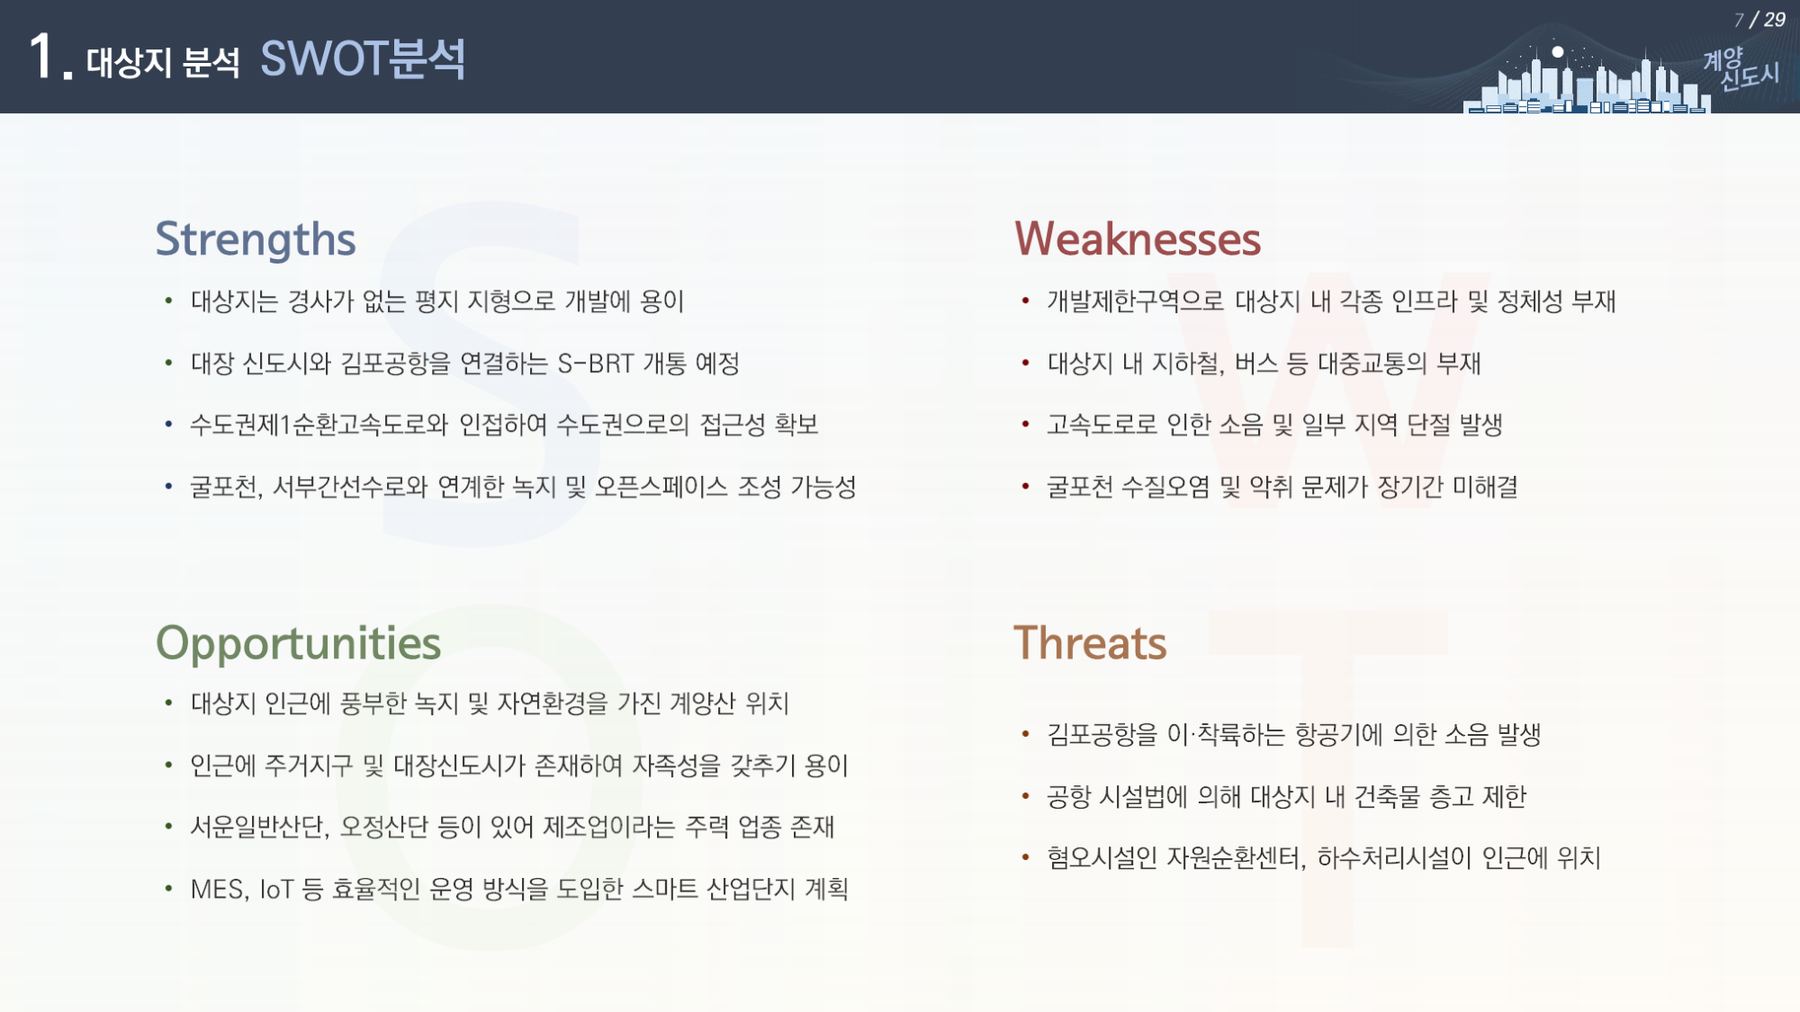 7 / 29
1. 대상지 분석 SWOT분석
계양
신도시
Strengths
• 대상지는 경사가 없는 평지 지형으로 개발에 용이
• 대장 신도시와 김포공항을 연결하는 S-BRT 개통 예정
• 수도권제1순환고속도로와 인접하여 수도권으로의 접근성 확보
• 굴포천, 서부간선수로와 연계한 녹지 및 오픈스페이스 조성 가능성
S
Weaknesses
• 개발제한구역으로 대상지 내 각종 인프라 및 정체성 부재
• 대상지 내 지하철, 버스 등 대중교통의 부재
• 고속도로로 인한 소음 및 일부 지역 단절 발생
• 굴포천 수질오염 및 악취 문제가 장기간 미해결
W
Opportunities
• 대상지 인근에 풍부한 녹지 및 자연환경을 가진 계양산 위치
• 인근에 주거지구 및 대장신도시가 존재하여 자족성을 갖추기 용이
• 서운일반산단, 오정산단 등이 있어 제조업이라는 주력 업종 존재
• MES, IoT 등 효율적인 운영 방식을 도입한 스마트 산업단지 계획
O
Threats
• 김포공항을 이·착륙하는 항공기에 의한 소음 발생
• 공항 시설법에 의해 대상지 내 건축물 층고 제한
• 혐오시설인 자원순환센터, 하수처리시설이 인근에 위치
T